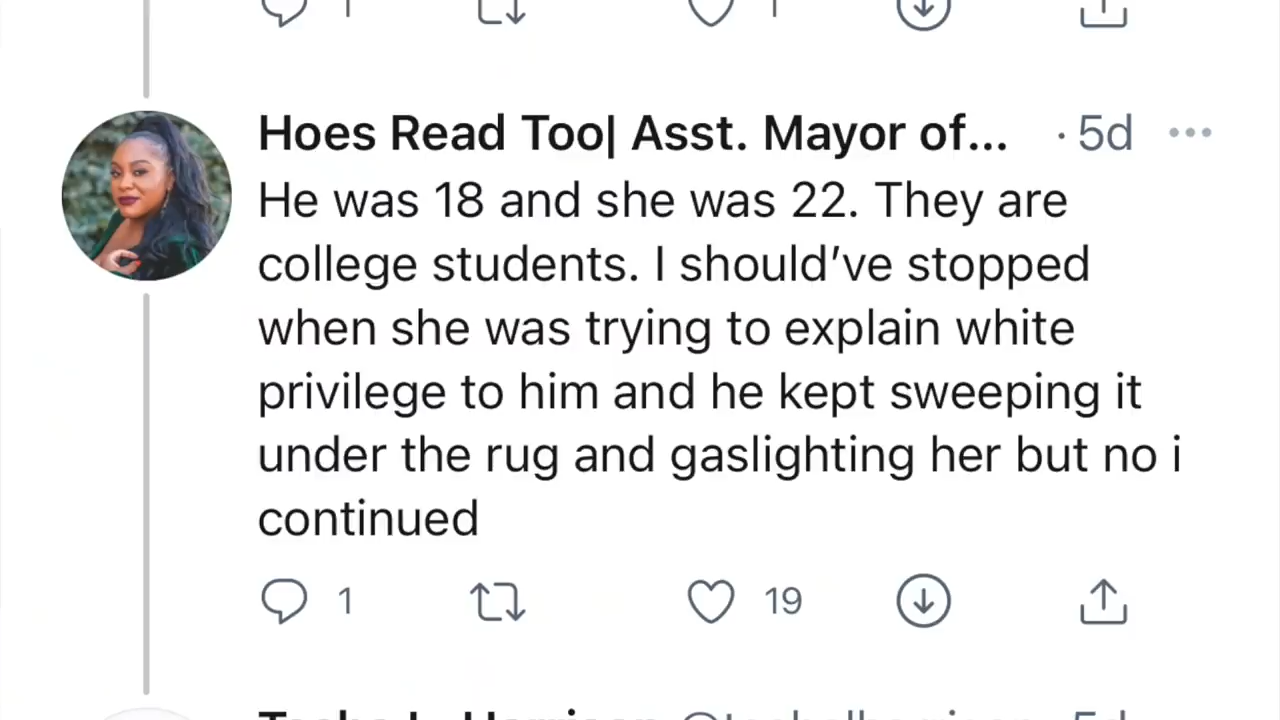 1 1
Hoes Read Too| Asst. Mayor of... · 5d
He was 18 and she was 22. They are
college students. I should've stopped
when she was trying to explain white
privilege to him and he kept sweeping it
under the rug and gaslighting her but no i
continued
1 19